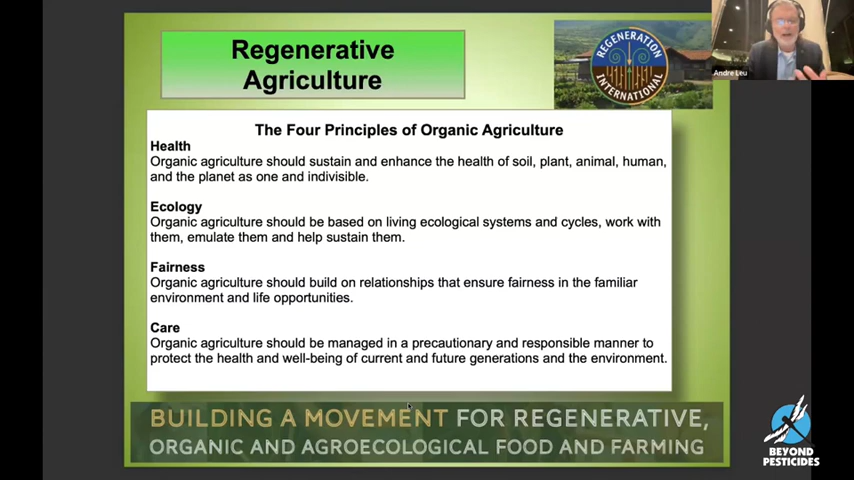 Regenerative
Agriculture
REGENERATION
INTERNATIONAL
Andre Leu
The Four Principles of Organic Agriculture
Health
Organic agriculture should sustain and enhance the health of soil, plant, animal, human,
and the planet as one and indivisible.
Ecology
Organic agriculture should be based on living ecological systems and cycles, work with
them, emulate them and help sustain them.
Fairness
Organic agriculture should build on relationships that ensure fairness in the familiar
environment and life opportunities.
Care
Organic agriculture should be managed in a precautionary and responsible manner to
protect the health and well-being of current and future generations and the environment.
BUILDING A MOVEMENT FOR REGENERATIVE,
ORGANIC AND AGROECOLOGICAL FOOD AND FARMING
BEYOND
PESTICIDES